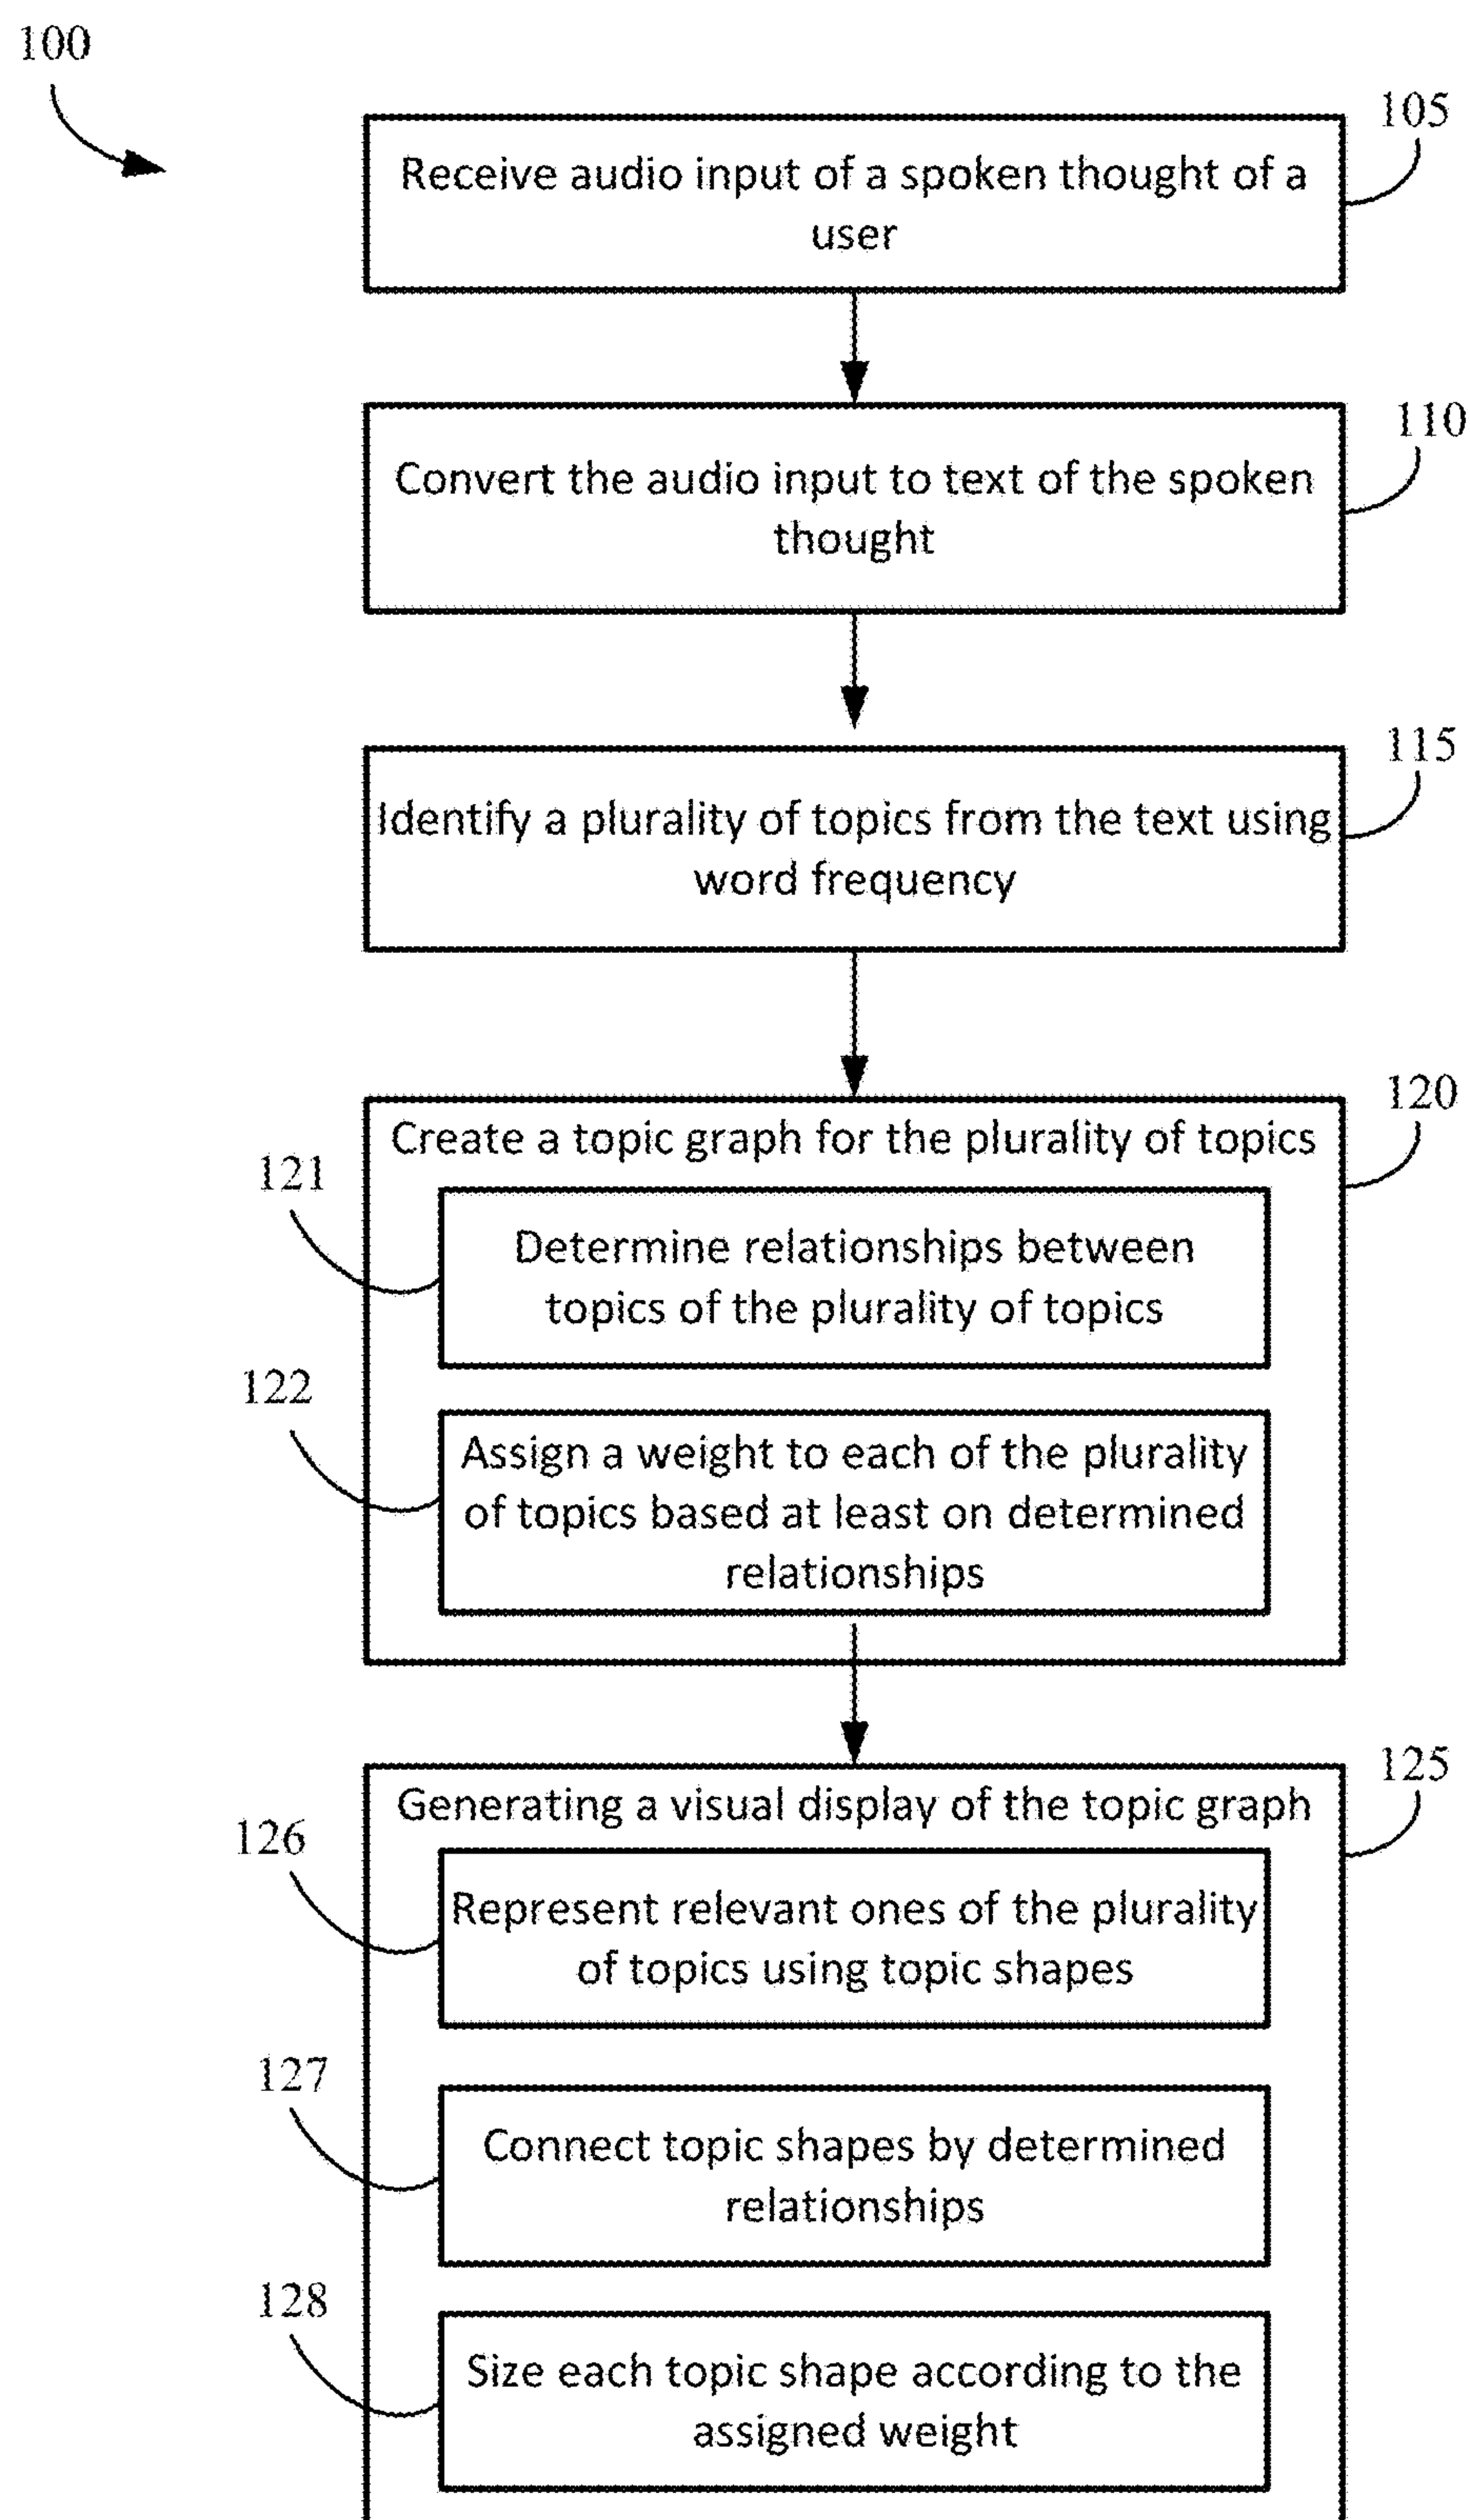 100
105
Receive audio input of a spoken thought of a
user
110
Convert the audio input to text of the spoken
thought
115
Identify a plurality of topics from the text using
word frequency
120
Create a topic graph for the plurality of topics
121
Determine relationships between
topics of the plurality of topics
122
Assign a weight to each of the plurality
of topics based at least on determined
relationships
125
Generating a visual display of the topic graph
126
Represent relevant ones of the plurality
of topics using topic shapes
127
Connect topic shapes by determined
relationships
128
Size each topic shape according to the
assigned weight